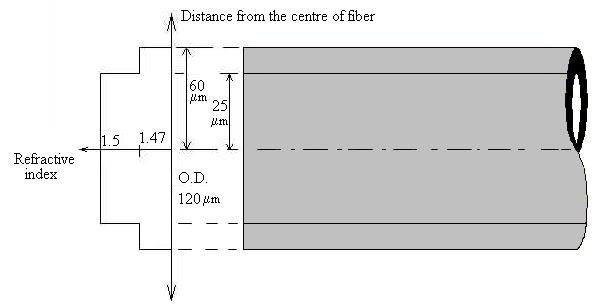 Distance from the centre of fiber
60
μm
25
μm
1.5
1.47
Refractive
index
O.D.
120 μm